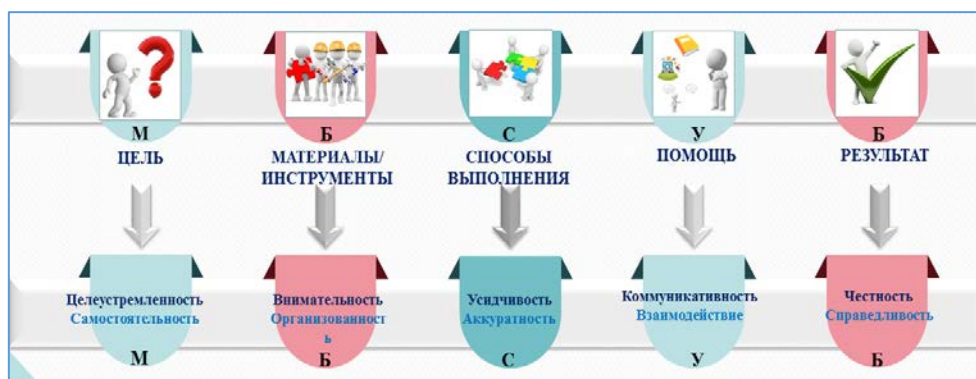 М
Б
С
У
Б
ЦЕЛЬ
МАТЕРИАЛЫ/
ИНСТРУМЕНТЫ
СПОСОБЫ
ВЫПОЛНЕНИЯ
ПОМОЩЬ
РЕЗУЛЬТАТ
Целеустремленность
Самостоятельность
М
Внимательность
Организованност
ь
Б
Усидчивость
Аккуратность
С
Коммуникативность
Взаимодействие
У
Честность
Справедливость
Б